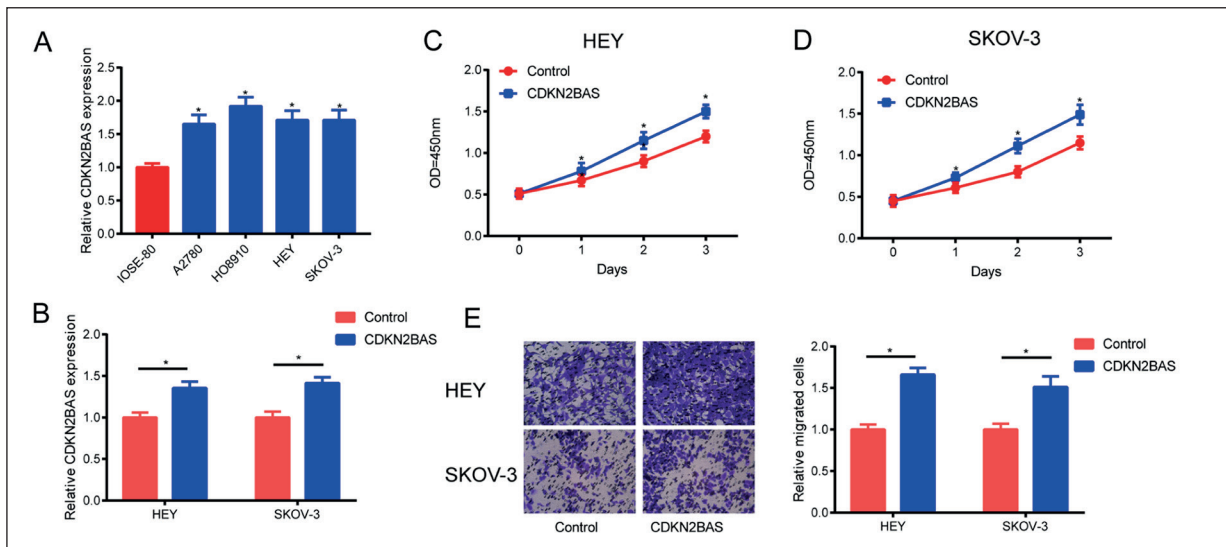 A
Relative CDKN2BAS expression
2.5
2.0
1.5
1.0
0.5
0.0
* * * *
IOSE-80 A2780 HO8910 HEY SKOV-3
C
HEY
Control
CDKN2BAS
OD=450nm
2.0
1.5
1.0
0.5
0.0
* * *
* *
0 1 2 3
Days
D
SKOV-3
Control
CDKN2BAS
OD=450nm
2.0
1.5
1.0
0.5
0.0
* * *
0 1 2 3
Days
B
Relative CDKN2BAS expression
2.0
1.5
1.0
0.5
0.0
Control
CDKN2BAS
* *
HEY SKOV-3
E
HEY
SKOV-3
Control CDKN2BAS
Relative migrated cells
2.0
1.5
1.0
0.5
0.0
Control
CDKN2BAS
* *
HEY SKOV-3